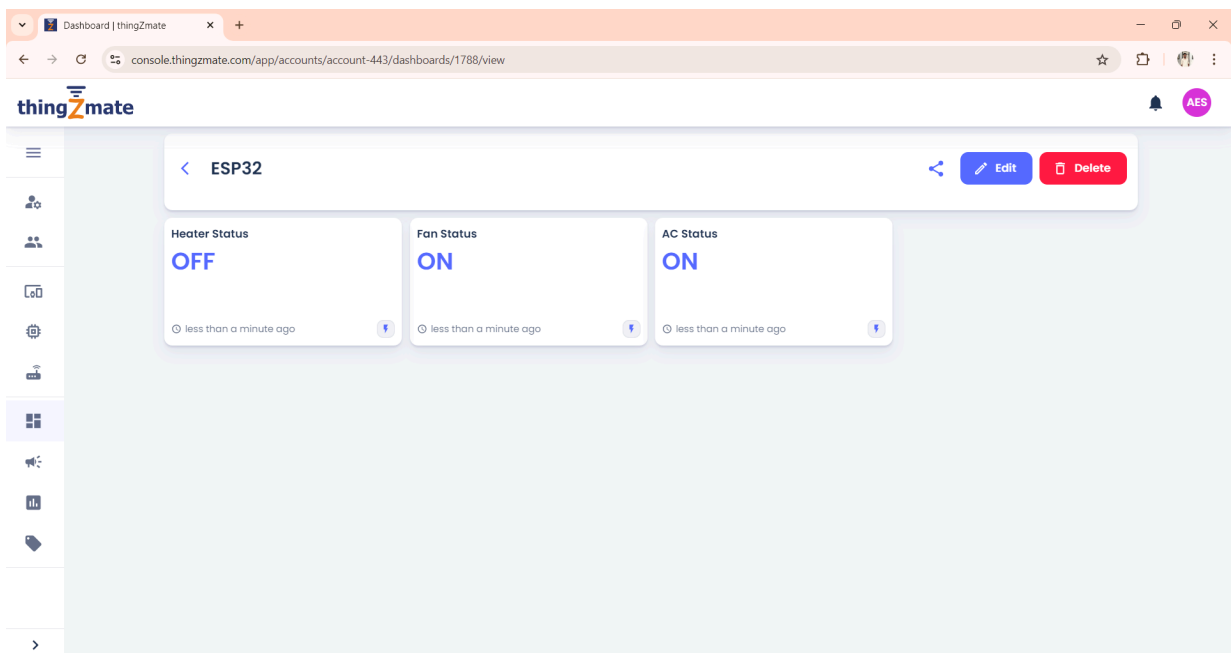 Dashboard | thingZmate
console.thingzmate.com/app/accounts/account-443/dashboards/1788/view
thingZmate
AES
ESP32
Edit
Delete
Heater Status
OFF
less than a minute ago
Fan Status
ON
less than a minute ago
AC Status
ON
less than a minute ago